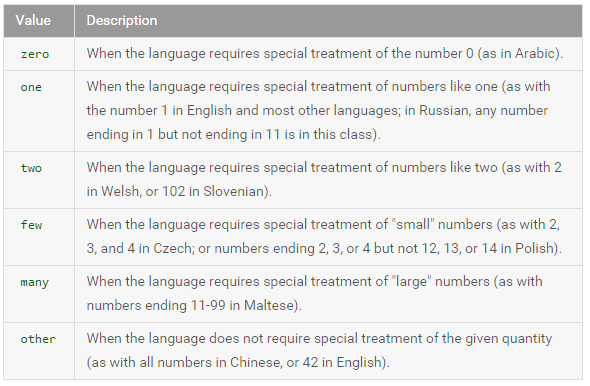 Value Description
zero When the language requires special treatment of the number 0 (as in Arabic).
one When the language requires special treatment of numbers like one (as with
the number 1 in English and most other languages; in Russian, any number
ending in 1 but not ending in 11 is in this class).
two When the language requires special treatment of numbers like two (as with 2
in Welsh, or 102 in Slovenian).
few When the language requires special treatment of "small" numbers (as with 2,
3, and 4 in Czech; or numbers ending 2, 3, or 4 but not 12, 13, or 14 in Polish).
many When the language requires special treatment of "large" numbers (as with
numbers ending 11-99 in Maltese).
other When the language does not require special treatment of the given quantity
(as with all numbers in Chinese, or 42 in English).